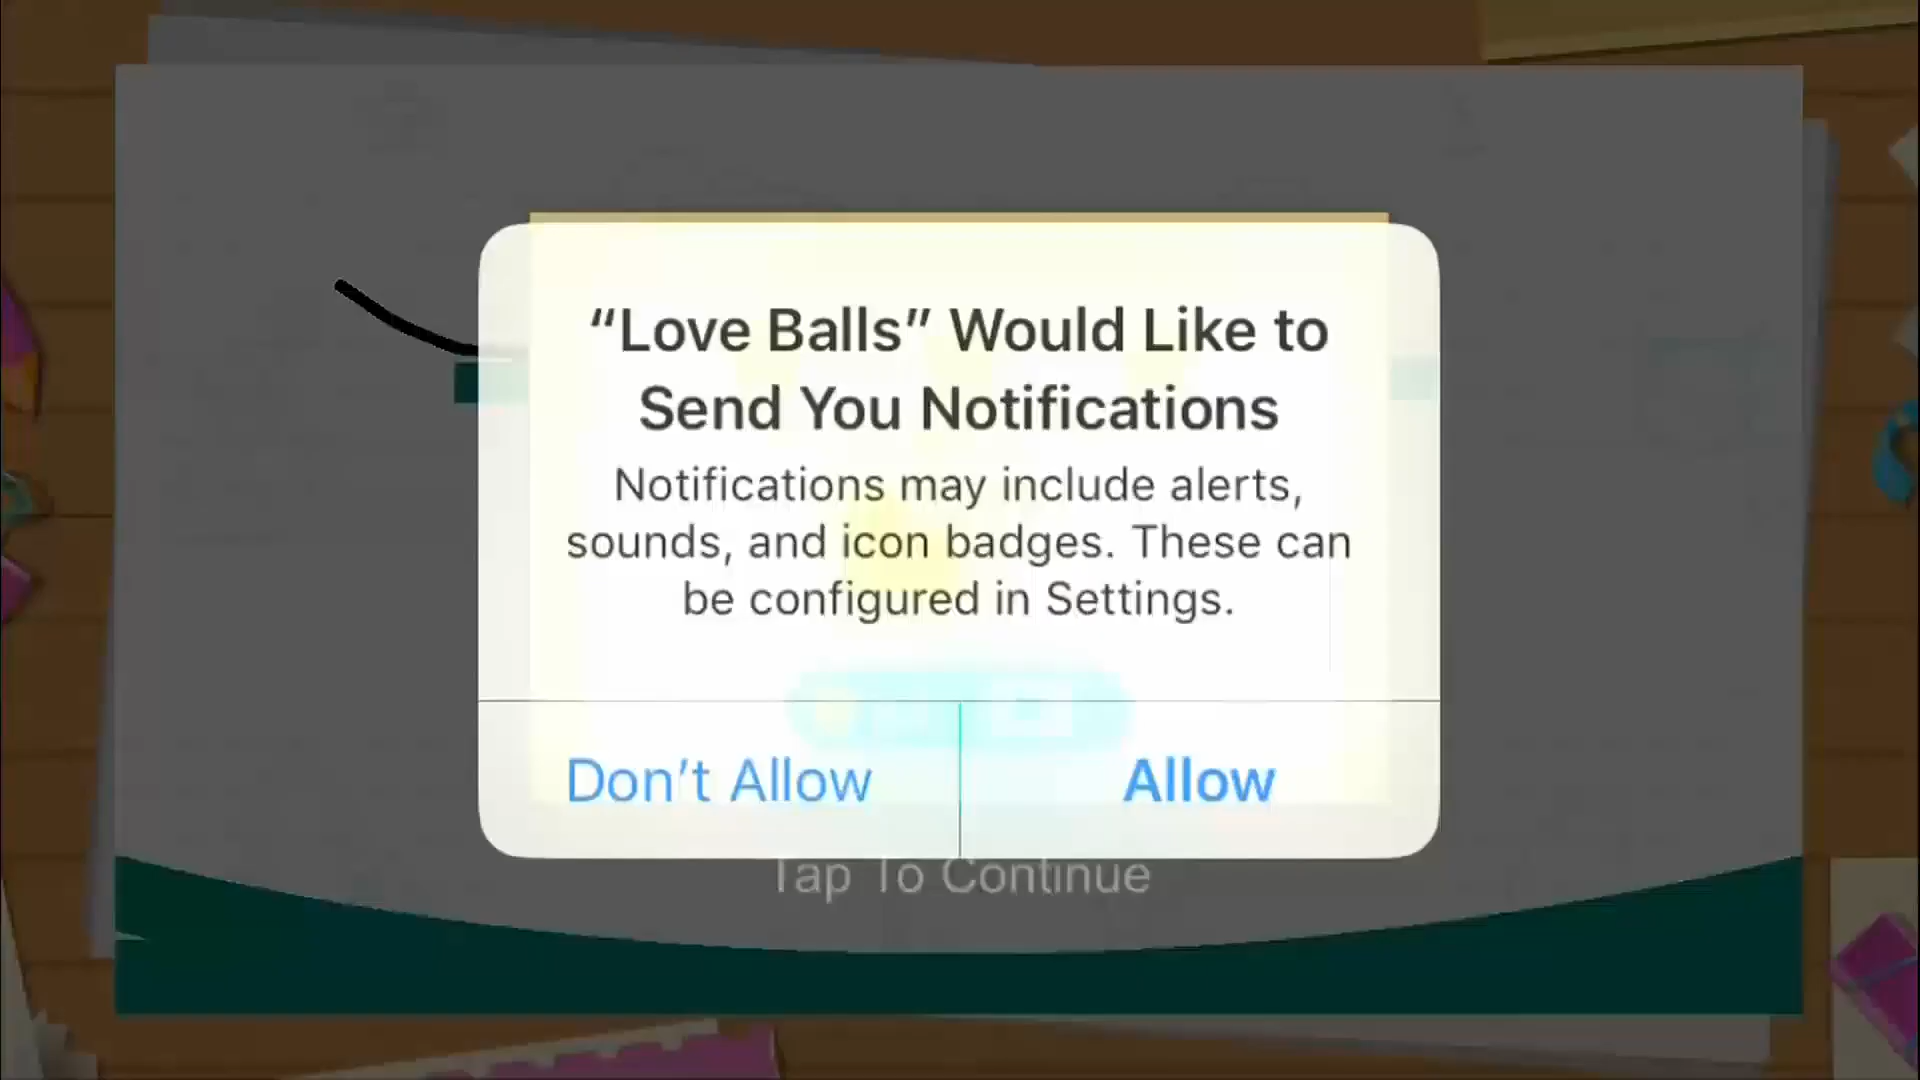 “Love Balls” Would Like to
Send You Notifications
Notifications may include alerts,
sounds, and icon badges. These can
be configured in Settings.
Don’t Allow
Allow
Tap To Continue